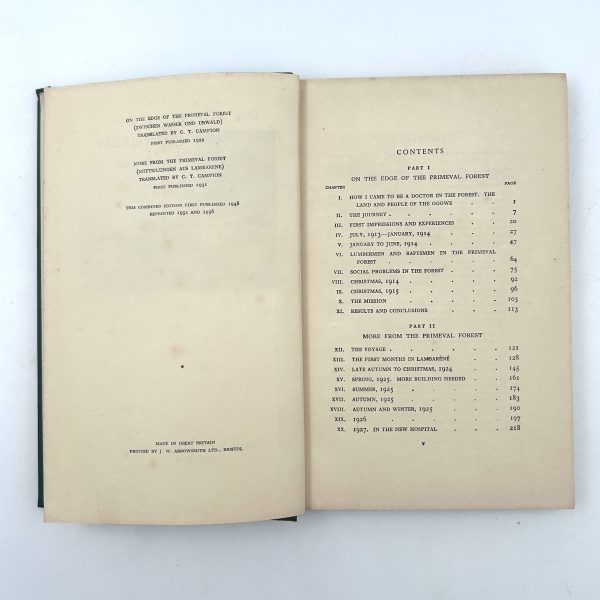 ON THE EDGE OF THE PRIMEVAL FOREST
(ZWISCHEN WASSER UND URWALD)
TRANSLATED BY C. T. CAMPION
FIRST PUBLISHED 1922
MORE FROM THE PRIMEVAL FOREST
(MITTEILUNGEN AUS LAMBARENE)
TRANSLATED BY C. T. CAMPION
FIRST PUBLISHED 1931
THIS COMBINED EDITION FIRST PUBLISHED 1948
REPRINTED 1951 AND 1956
MADE IN GREAT BRITAIN
PRINTED BY J. W. ARROWSMITH LTD., BRISTOL
CONTENTS
PART I
ON THE EDGE OF THE PRIMEVAL FOREST
CHAPTER PAGE
I. HOW I CAME TO BE A DOCTOR IN THE FOREST. THE
LAND AND PEOPLE OF THE OGOWE . . 1
II. THE JOURNEY . . . . . 7
III. FIRST IMPRESSIONS AND EXPERIENCES . . 20
IV. JULY, 1913—JANUARY, 1914 . . . 27
V. JANUARY TO JUNE, 1914 . . . 47
VI. LUMBERMEN AND RAFTSMEN IN THE PRIMEVAL
FOREST . . . . . 64
VII. SOCIAL PROBLEMS IN THE FOREST . . . 75
VIII. CHRISTMAS, 1914 . . . . 92
IX. CHRISTMAS, 1915 . . . . 96
X. THE MISSION . . . . 103
XI. RESULTS AND CONCLUSIONS . . . 113
PART II
MORE FROM THE PRIMEVAL FOREST
XII. THE VOYAGE . . . . . 122
XIII. THE FIRST MONTHS IN LAMBARÉNÉ . . 128
XIV. LATE AUTUMN TO CHRISTMAS, 1924 . . 145
XV. SPRING, 1925. MORE BUILDING NEEDED . . 161
XVI. SUMMER, 1925 . . . . 174
XVII. AUTUMN, 1925 . . . . 183
XVIII. AUTUMN AND WINTER, 1925 . . . 190
XIX. 1926 . . . . . 197
XX. 1927. IN THE NEW HOSPITAL . . . 218
v